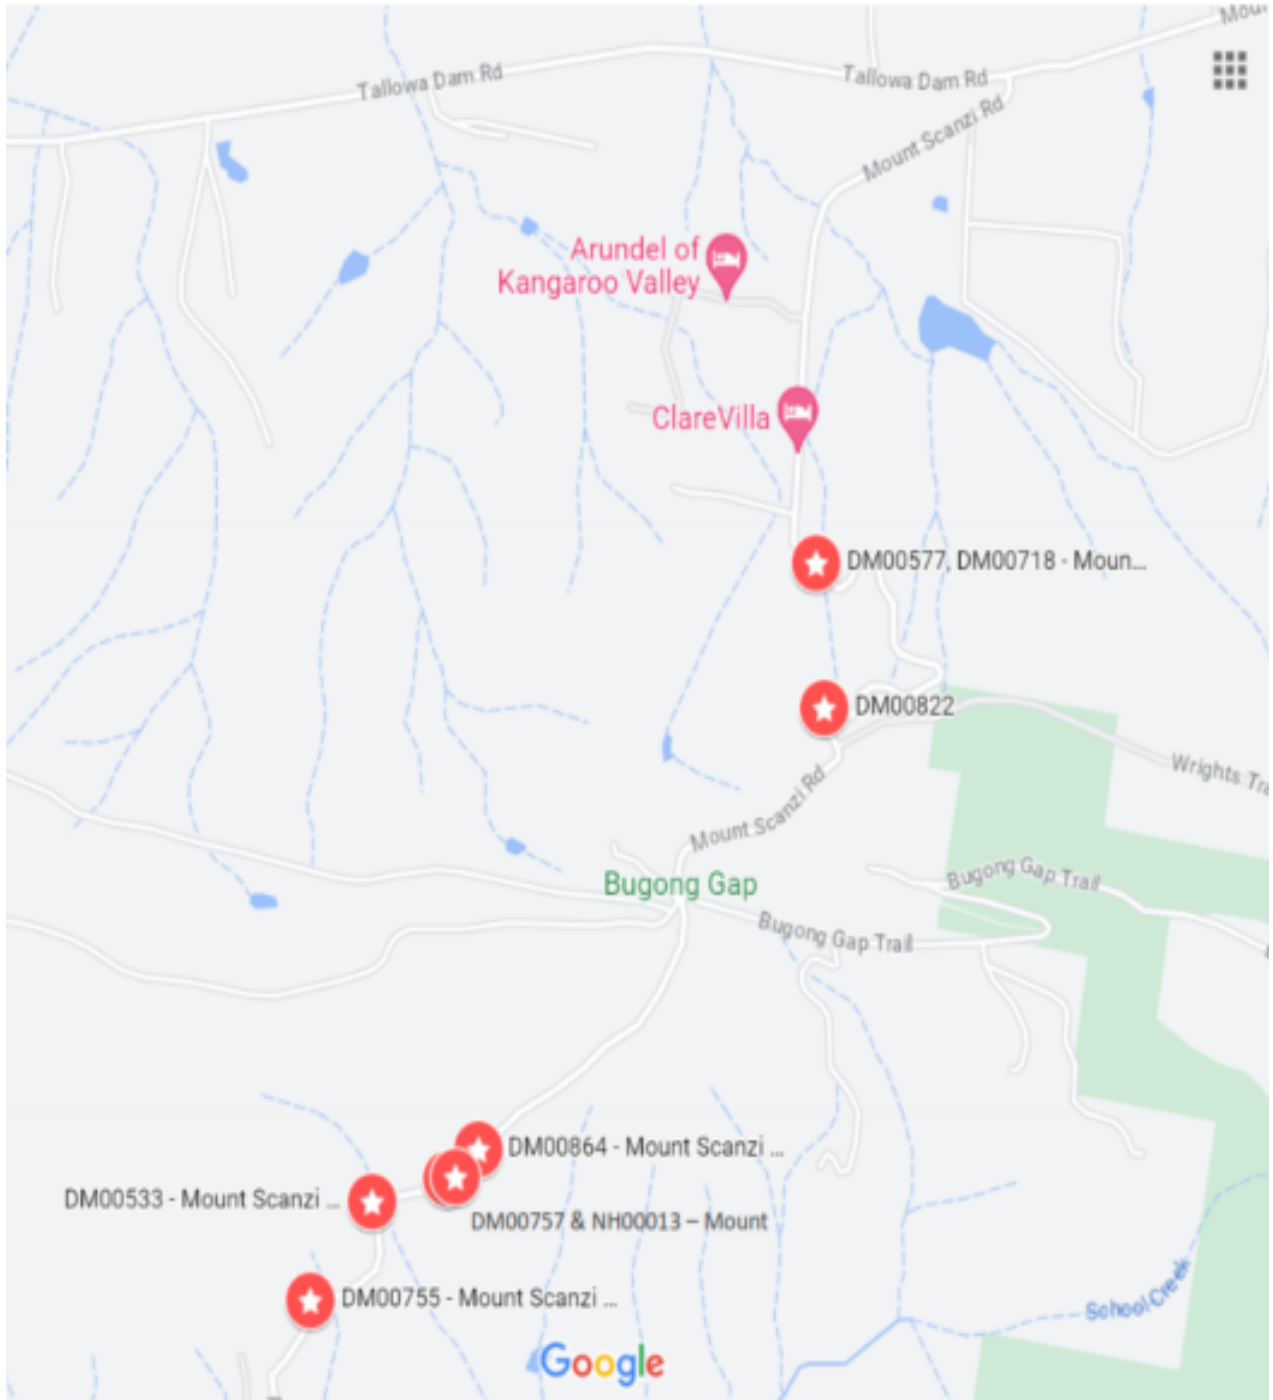 Moun
Tallowa Dam Rd
Tallowa Dam Rd
Mount Scanzi Rd
Arundel of
Kangaroo Valley
ClareVilla
DM00577, DM00718 - Moun...
DM00822
Wrights Tra
Mount Scanzi Rd
Bugong Gap
Bugong Gap Trail
Bugong Gap Trail
DM00864 - Mount Scanzi ...
DM00533 - Mount Scanzi ...
DM00757 & NH00013 – Mount
DM00755 - Mount Scanzi ...
School Creek
Google